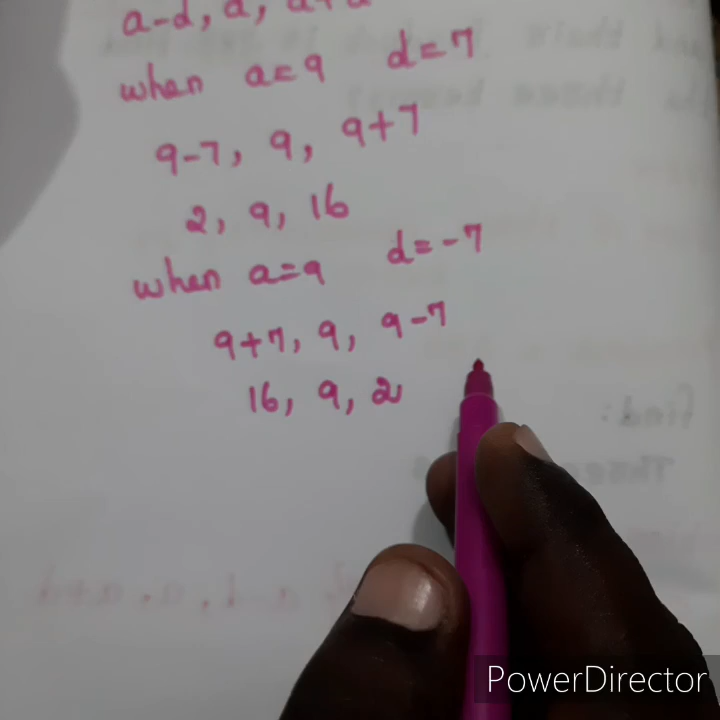 a-d, a, a+d
when a=9 d=7
9-7, 9, 9+7
2, 9, 16
when a=9 d=-7
9+7, 9, 9-7
16, 9, 2
PowerDirector